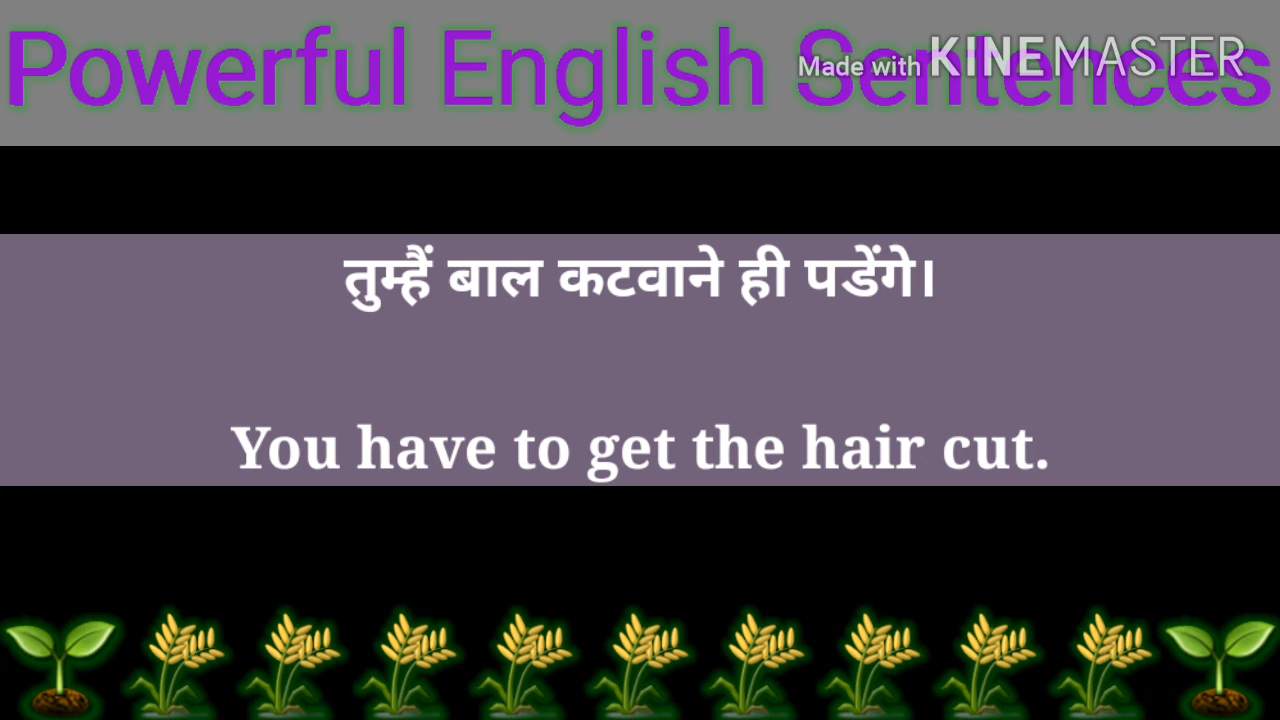 Powerful English Sentences
Made with KINEMASTER
तुम्हैं बाल कटवाने ही पडेंगे।
You have to get the hair cut.